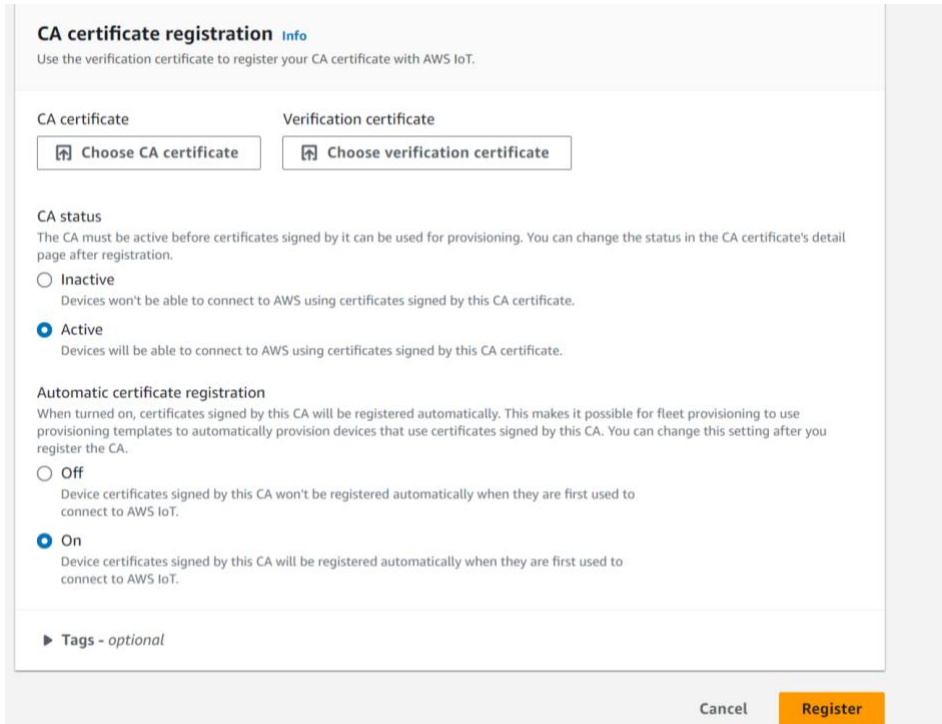 CA certificate registration Info
Use the verification certificate to register your CA certificate with AWS IoT.
CA certificate
Verification certificate
Choose CA certificate
Choose verification certificate
CA status
The CA must be active before certificates signed by it can be used for provisioning. You can change the status in the CA certificate's detail
page after registration.
Inactive
Devices won't be able to connect to AWS using certificates signed by this CA certificate.
Active
Devices will be able to connect to AWS using certificates signed by this CA certificate.
Automatic certificate registration
When turned on, certificates signed by this CA will be registered automatically. This makes it possible for fleet provisioning to use
provisioning templates to automatically provision devices that use certificates signed by this CA. You can change this setting after you
register the CA.
Off
Device certificates signed by this CA won't be registered automatically when they are first used to
connect to AWS IoT.
On
Device certificates signed by this CA will be registered automatically when they are first used to
connect to AWS IoT.
Tags - optional
Cancel
Register